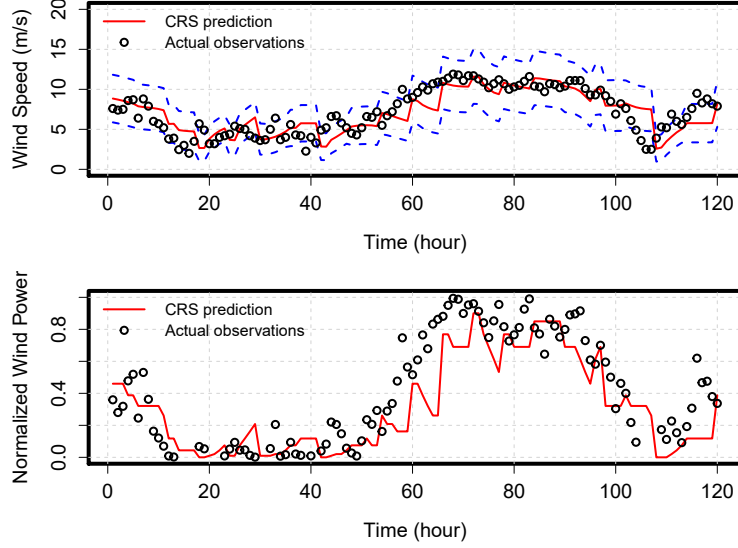 Wind Speed (m/s)
20
15
10
5
0
CRS prediction
Actual observations
0 20 40 60 80 100 120
Time (hour)
Normalized Wind Power
0.8
0.4
0.0
CRS prediction
Actual observations
0 20 40 60 80 100 120
Time (hour)